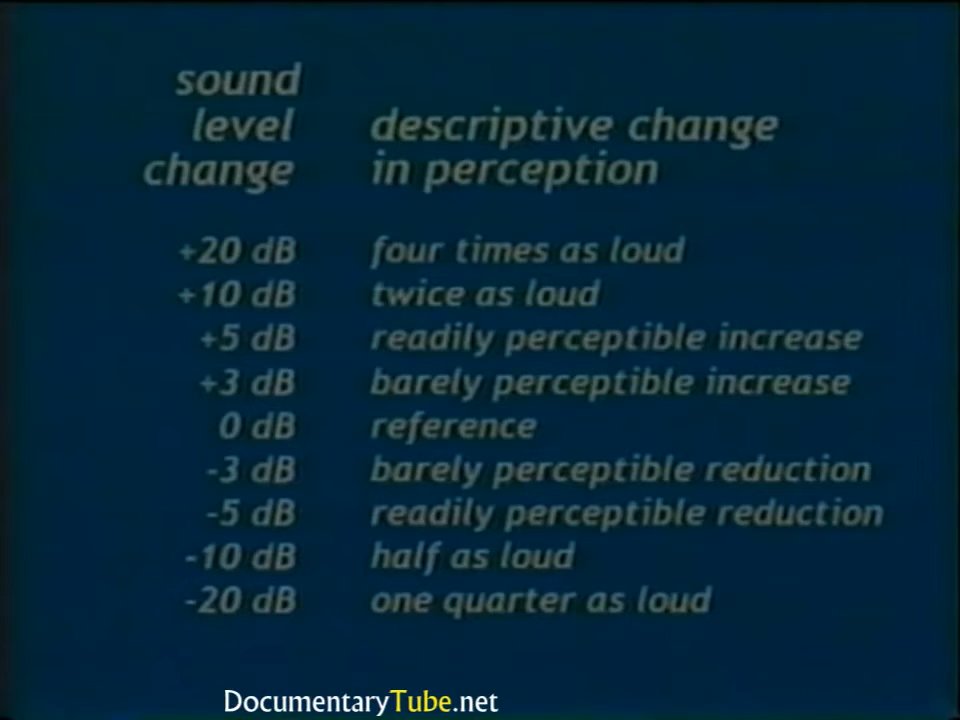 sound
level
change
descriptive change
in perception
+20 dB four times as loud
+10 dB twice as loud
+5 dB readily perceptible increase
+3 dB barely perceptible increase
0 dB reference
-3 dB barely perceptible reduction
-5 dB readily perceptible reduction
-10 dB half as loud
-20 dB one quarter as loud
DocumentaryTube.net